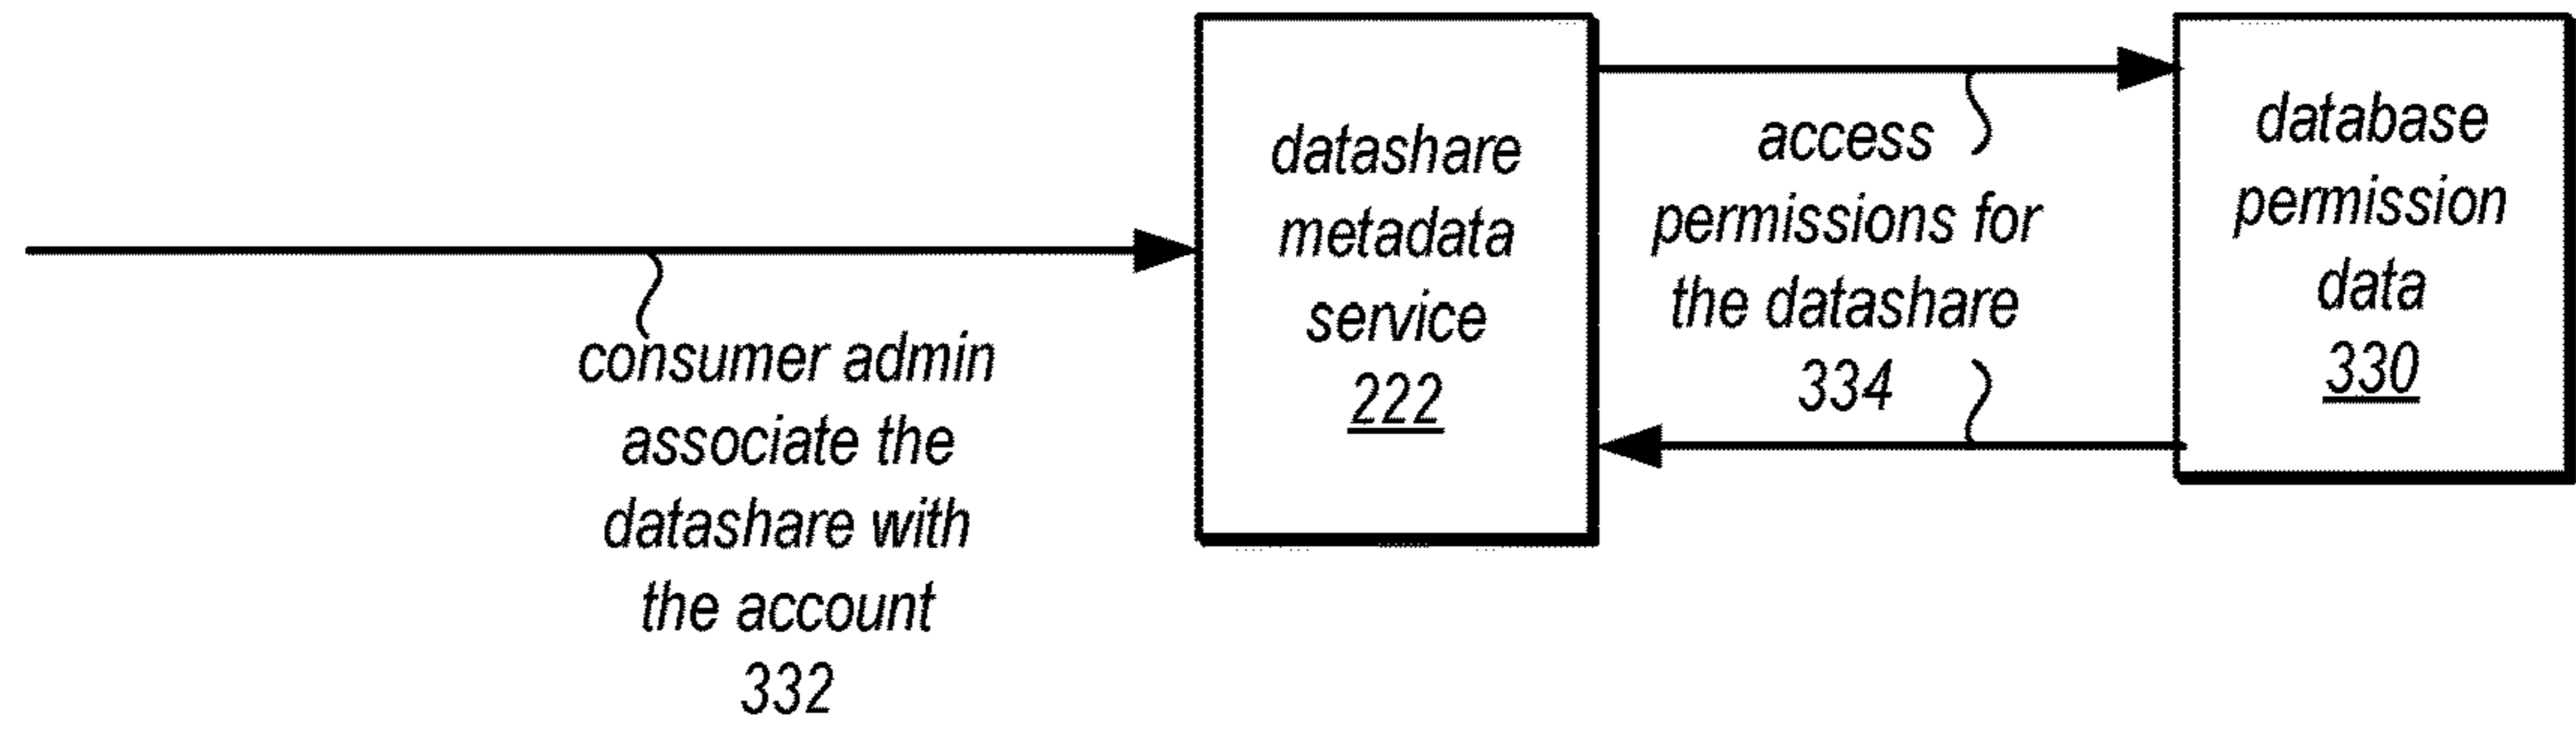 datashare
metadata
service
222
access
permissions for
the datashare
334
database
permission
data
330
consumer admin
associate the
datashare with
the account
332